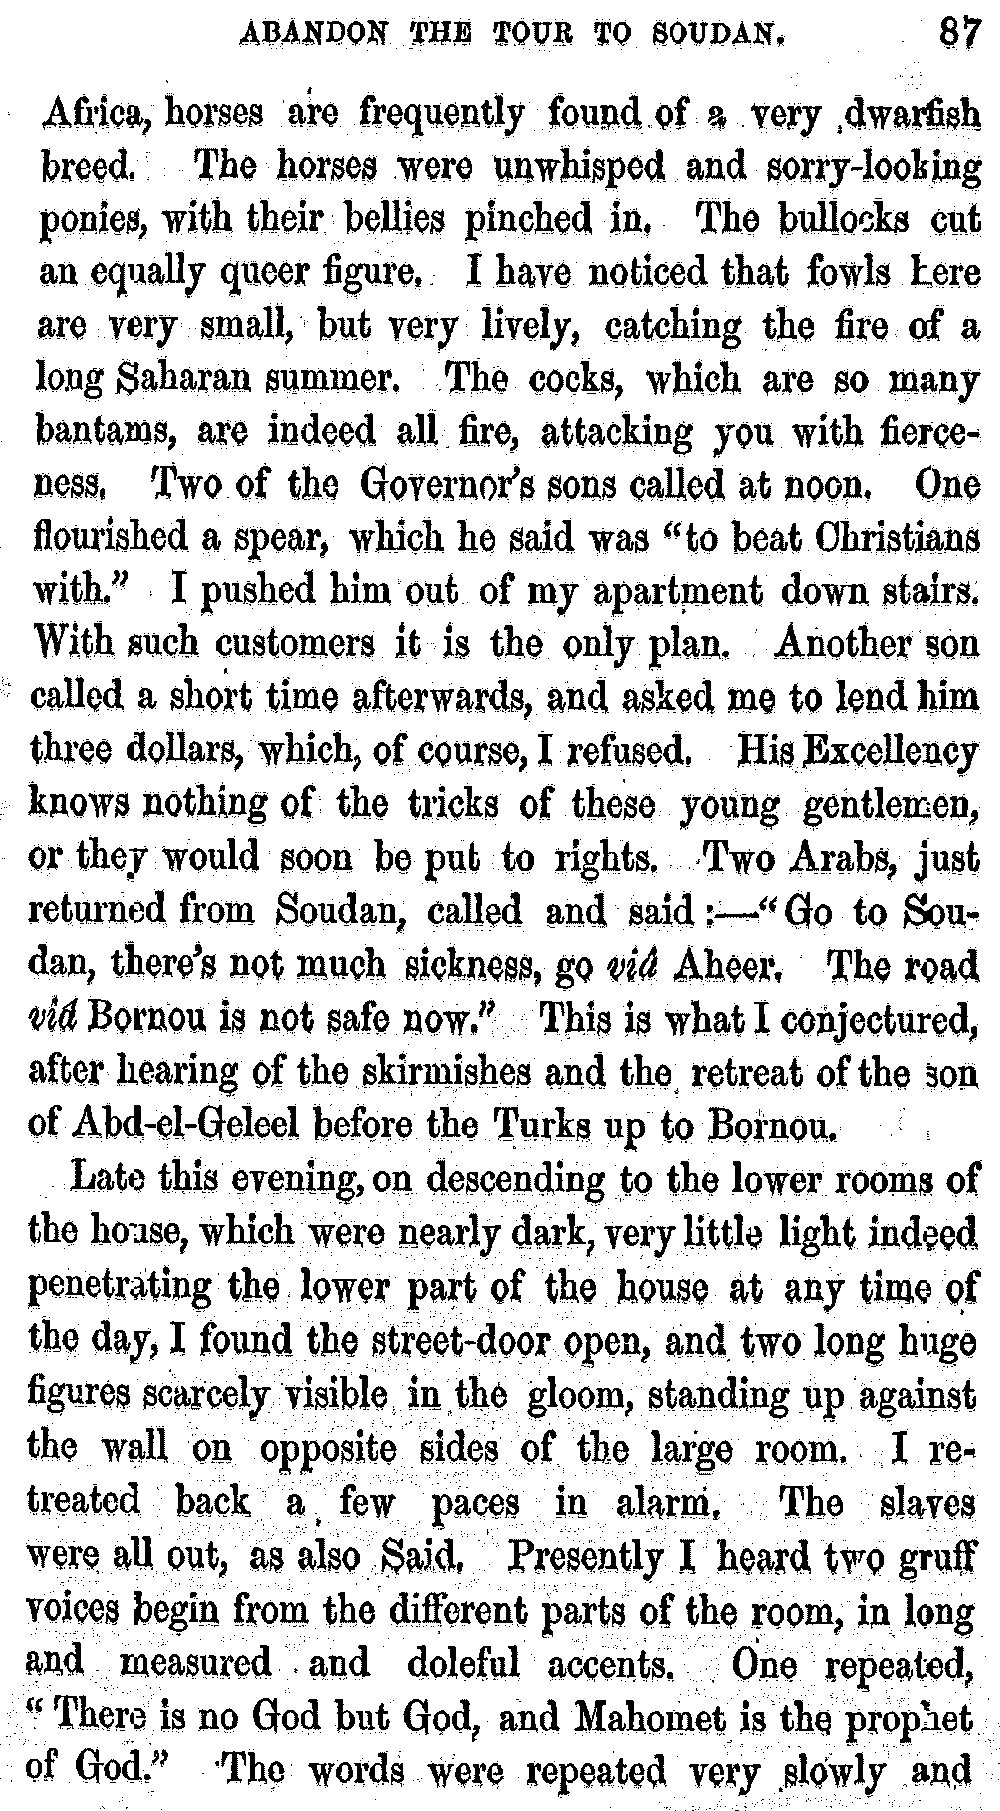 ABANDON THE TOUR TO SOUDAN. 87
Africa, horses are frequently found of a very dwarfish
breed. The horses were unwhisped and sorry-looking
ponies, with their bellies pinched in. The bullocks cut
an equally queer figure. I have noticed that fowls here
are very small, but very lively, catching the fire of a
long Saharan summer. The cocks, which are so many
bantams, are indeed all fire, attacking you with fierce-
ness. Two of the Governor's sons called at noon. One
flourished a spear, which he said was "to beat Christians
with." I pushed him out of my apartment down stairs.
With such customers it is the only plan. Another son
called a short time afterwards, and asked me to lend him
three dollars, which, of course, I refused. His Excellency
knows nothing of the tricks of these young gentlemen,
or they would soon be put to rights. Two Arabs, just
returned from Soudan, called and said:—"Go to Sou-
dan, there's not much sickness, go viâ Aheer. The road
viâ Bornou is not safe now." This is what I conjectured,
after hearing of the skirmishes and the retreat of the son
of Abd-el-Geleel before the Turks up to Bornou.
Late this evening, on descending to the lower rooms of
the house, which were nearly dark, very little light indeed
penetrating the lower part of the house at any time of
the day, I found the street-door open, and two long huge
figures scarcely visible in the gloom, standing up against
the wall on opposite sides of the large room. I re-
treated back a few paces in alarm. The slaves
were all out, as also Said. Presently I heard two gruff
voices begin from the different parts of the room, in long
and measured and doleful accents. One repeated,
"There is no God but God, and Mahomet is the prophet
of God." The words were repeated very slowly and